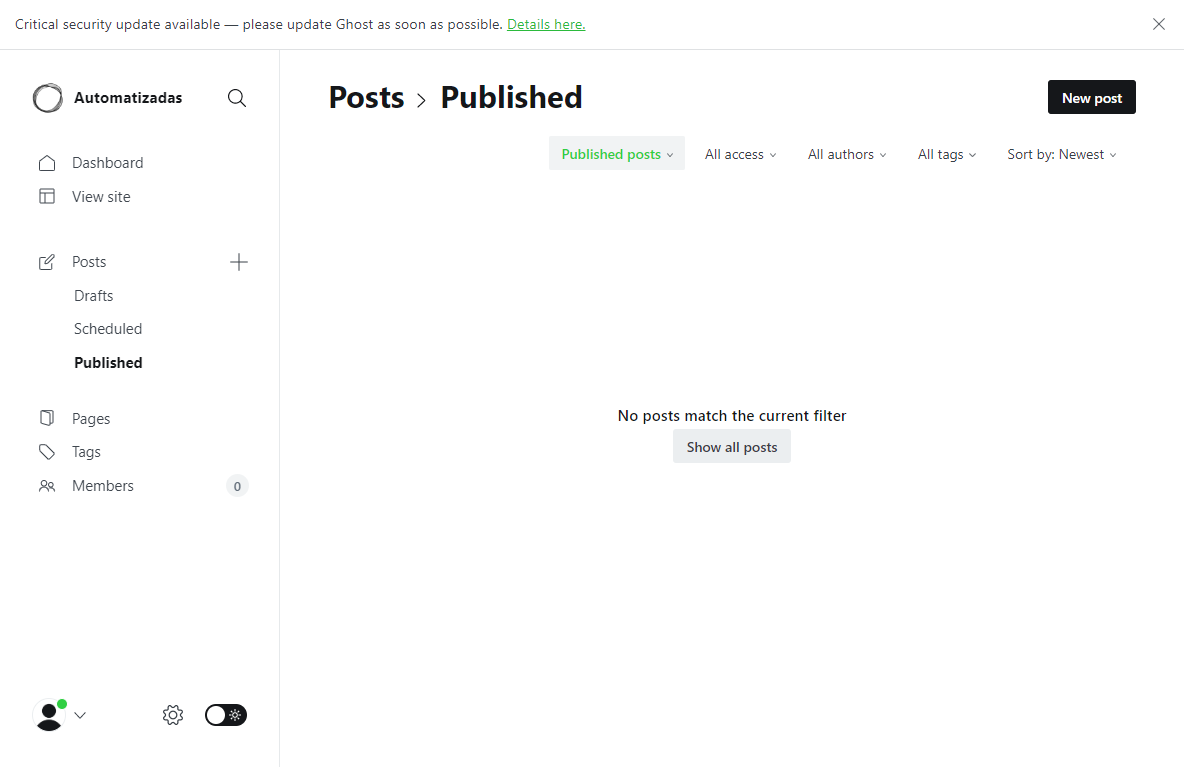 Critical security update available — please update Ghost as soon as possible. Details here.
Automatizadas
Dashboard
View site
Posts
Drafts
Scheduled
Published
Pages
Tags
Members 0
Posts > Published
New post
Published posts All access All authors All tags Sort by: Newest
No posts match the current filter
Show all posts